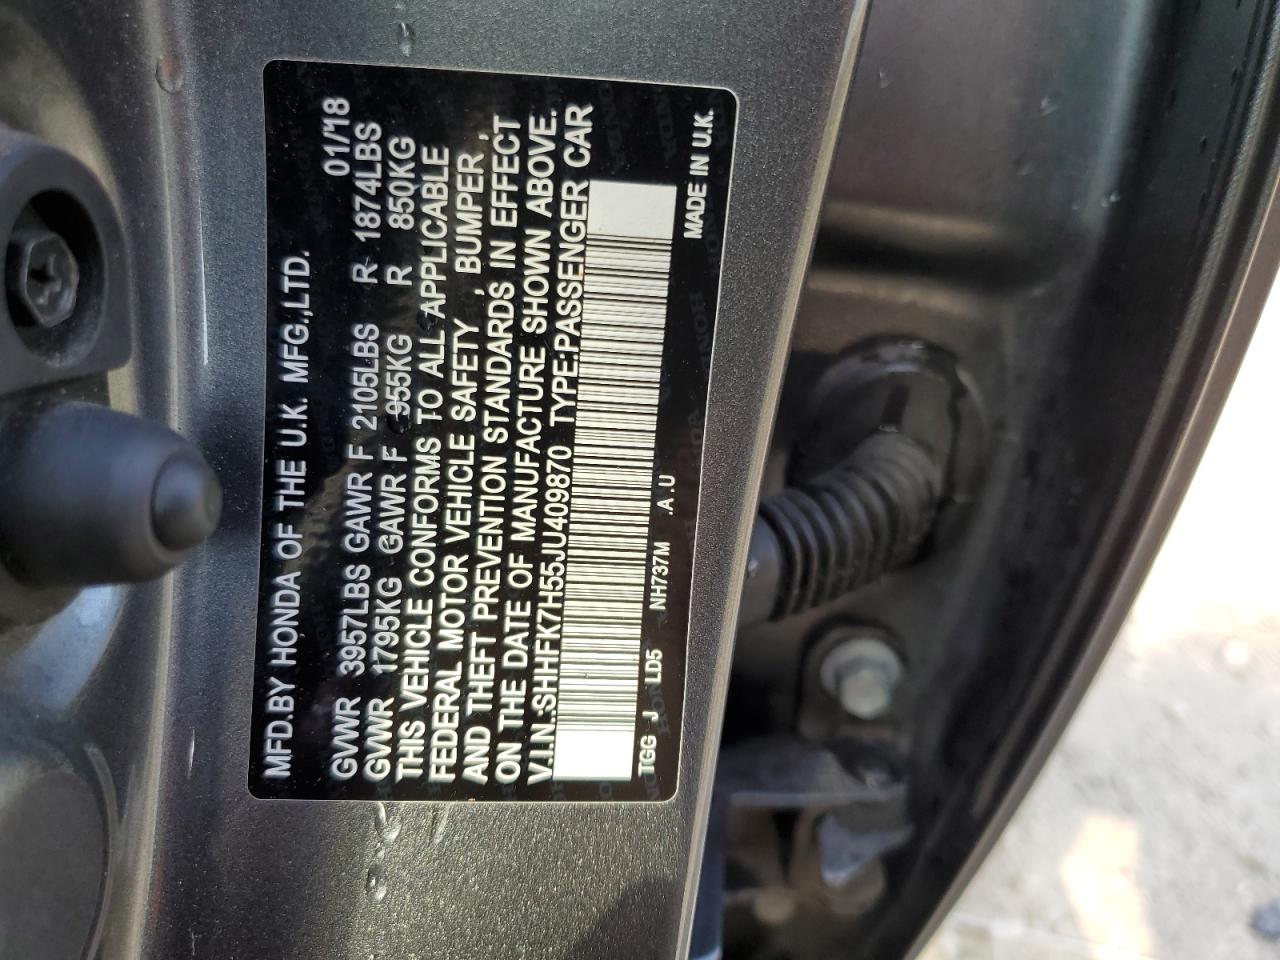 MFD.BY HONDA OF THE U.K. MFG.,LTD. 01/18
GVWR 3957LBS GAWR F 2105LBS R 1874LBS
GVWR 1795KG GAWR F 955KG R 850KG
THIS VEHICLE CONFORMS TO ALL APPLICABLE
FEDERAL MOTOR VEHICLE SAFETY, BUMPER,
AND THEFT PREVENTION STANDARDS IN EFFECT
ON THE DATE OF MANUFACTURE SHOWN ABOVE.
V.I.N.:SHHFK7H55JU409870 TYPE:PASSENGER CAR
TGG J LD5 NH737M .A.U MADE IN U.K.